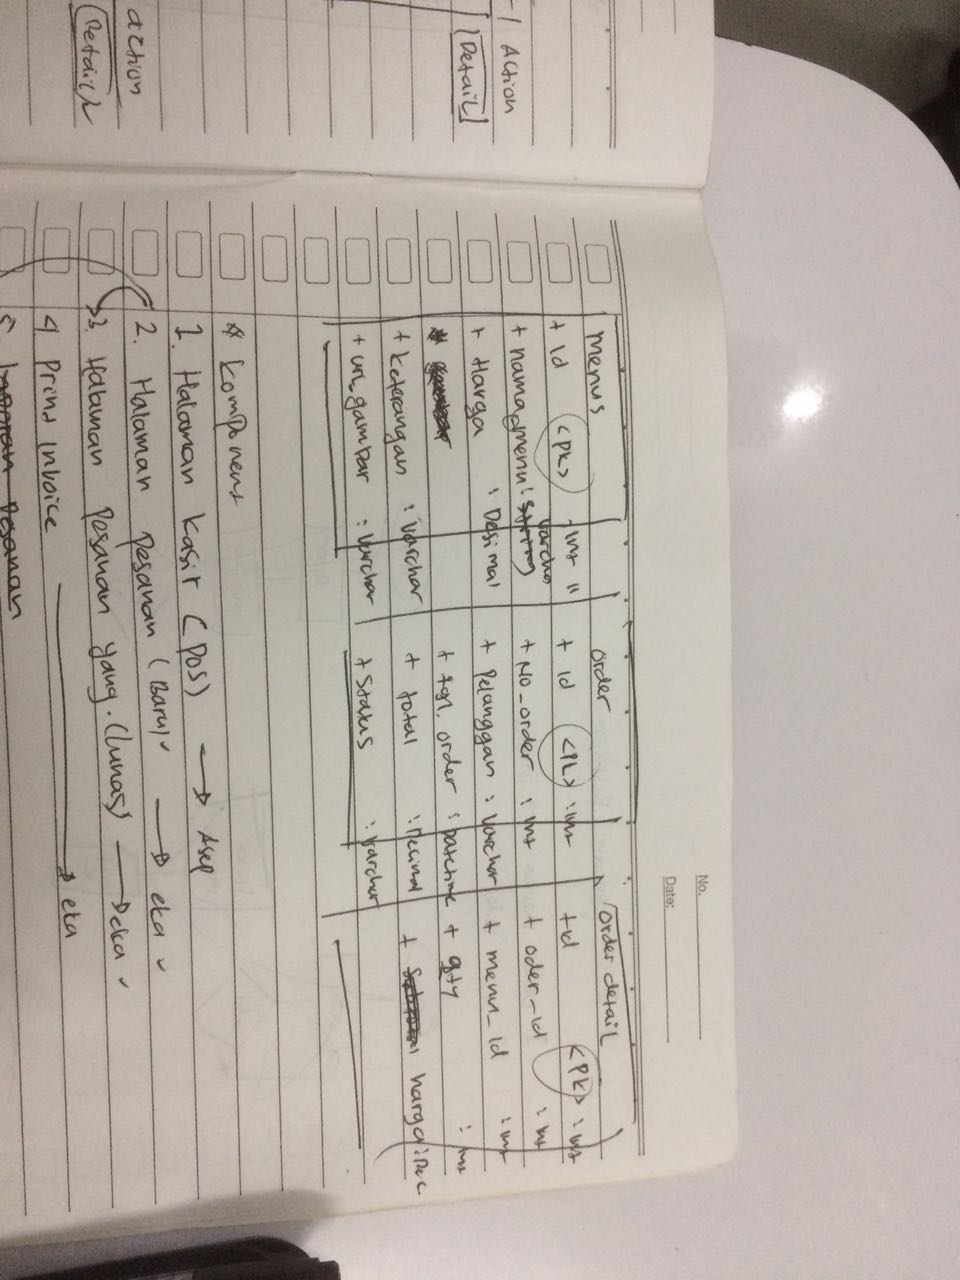 Action
[Detail]
action
(Detail)
No.
Date:
Menus
+ Id <PK> : int
+ nama_menu : varchar
+ Harga : Desimal
+ keterangan : varchar
+ url_gambar : varchar
order
+ id <PK> : int
+ No_order : int
+ Pelanggan : varchar
+ tgl. order : Datetime
+ total : Decimal
+ Status : varchar
order detail
+ id <PK> : int
+ oder_id : int
+ menu_id : int
+ qty : int
+ harga : Dec
* Komponent
1. Halaman Kasir (POS) → Asep
2. Halaman Pesanan (Baru) ✓ → eka ✓
3. Halaman Pesanan yang. (lunas) → eka ✓
4 Print Invoice → eka
5 Laporan Pesanan